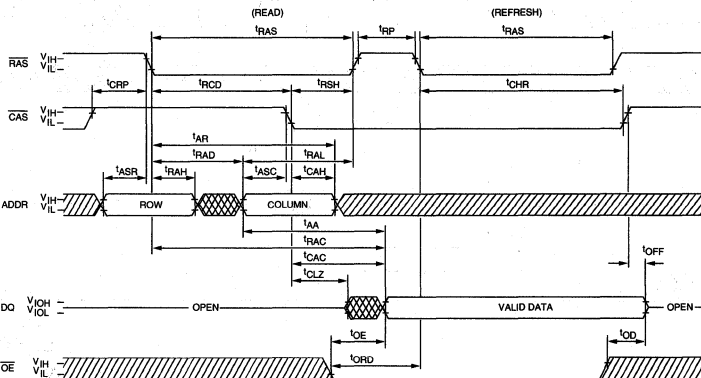 (READ) (REFRESH)
tRAS tRP tRAS
RAS VIH VIL
tCRP tRCD tRSH tCHR
CAS VIH VIL
tAR
tRAD tRAL
tASR tRAH tASC tCAH
ADDR VIH VIL ROW COLUMN
tAA
tRAC
tCAC tOFF
tCLZ
DQ VIOH VIOL OPEN VALID DATA OPEN
tOE tOD
OE VIH VIL tORD